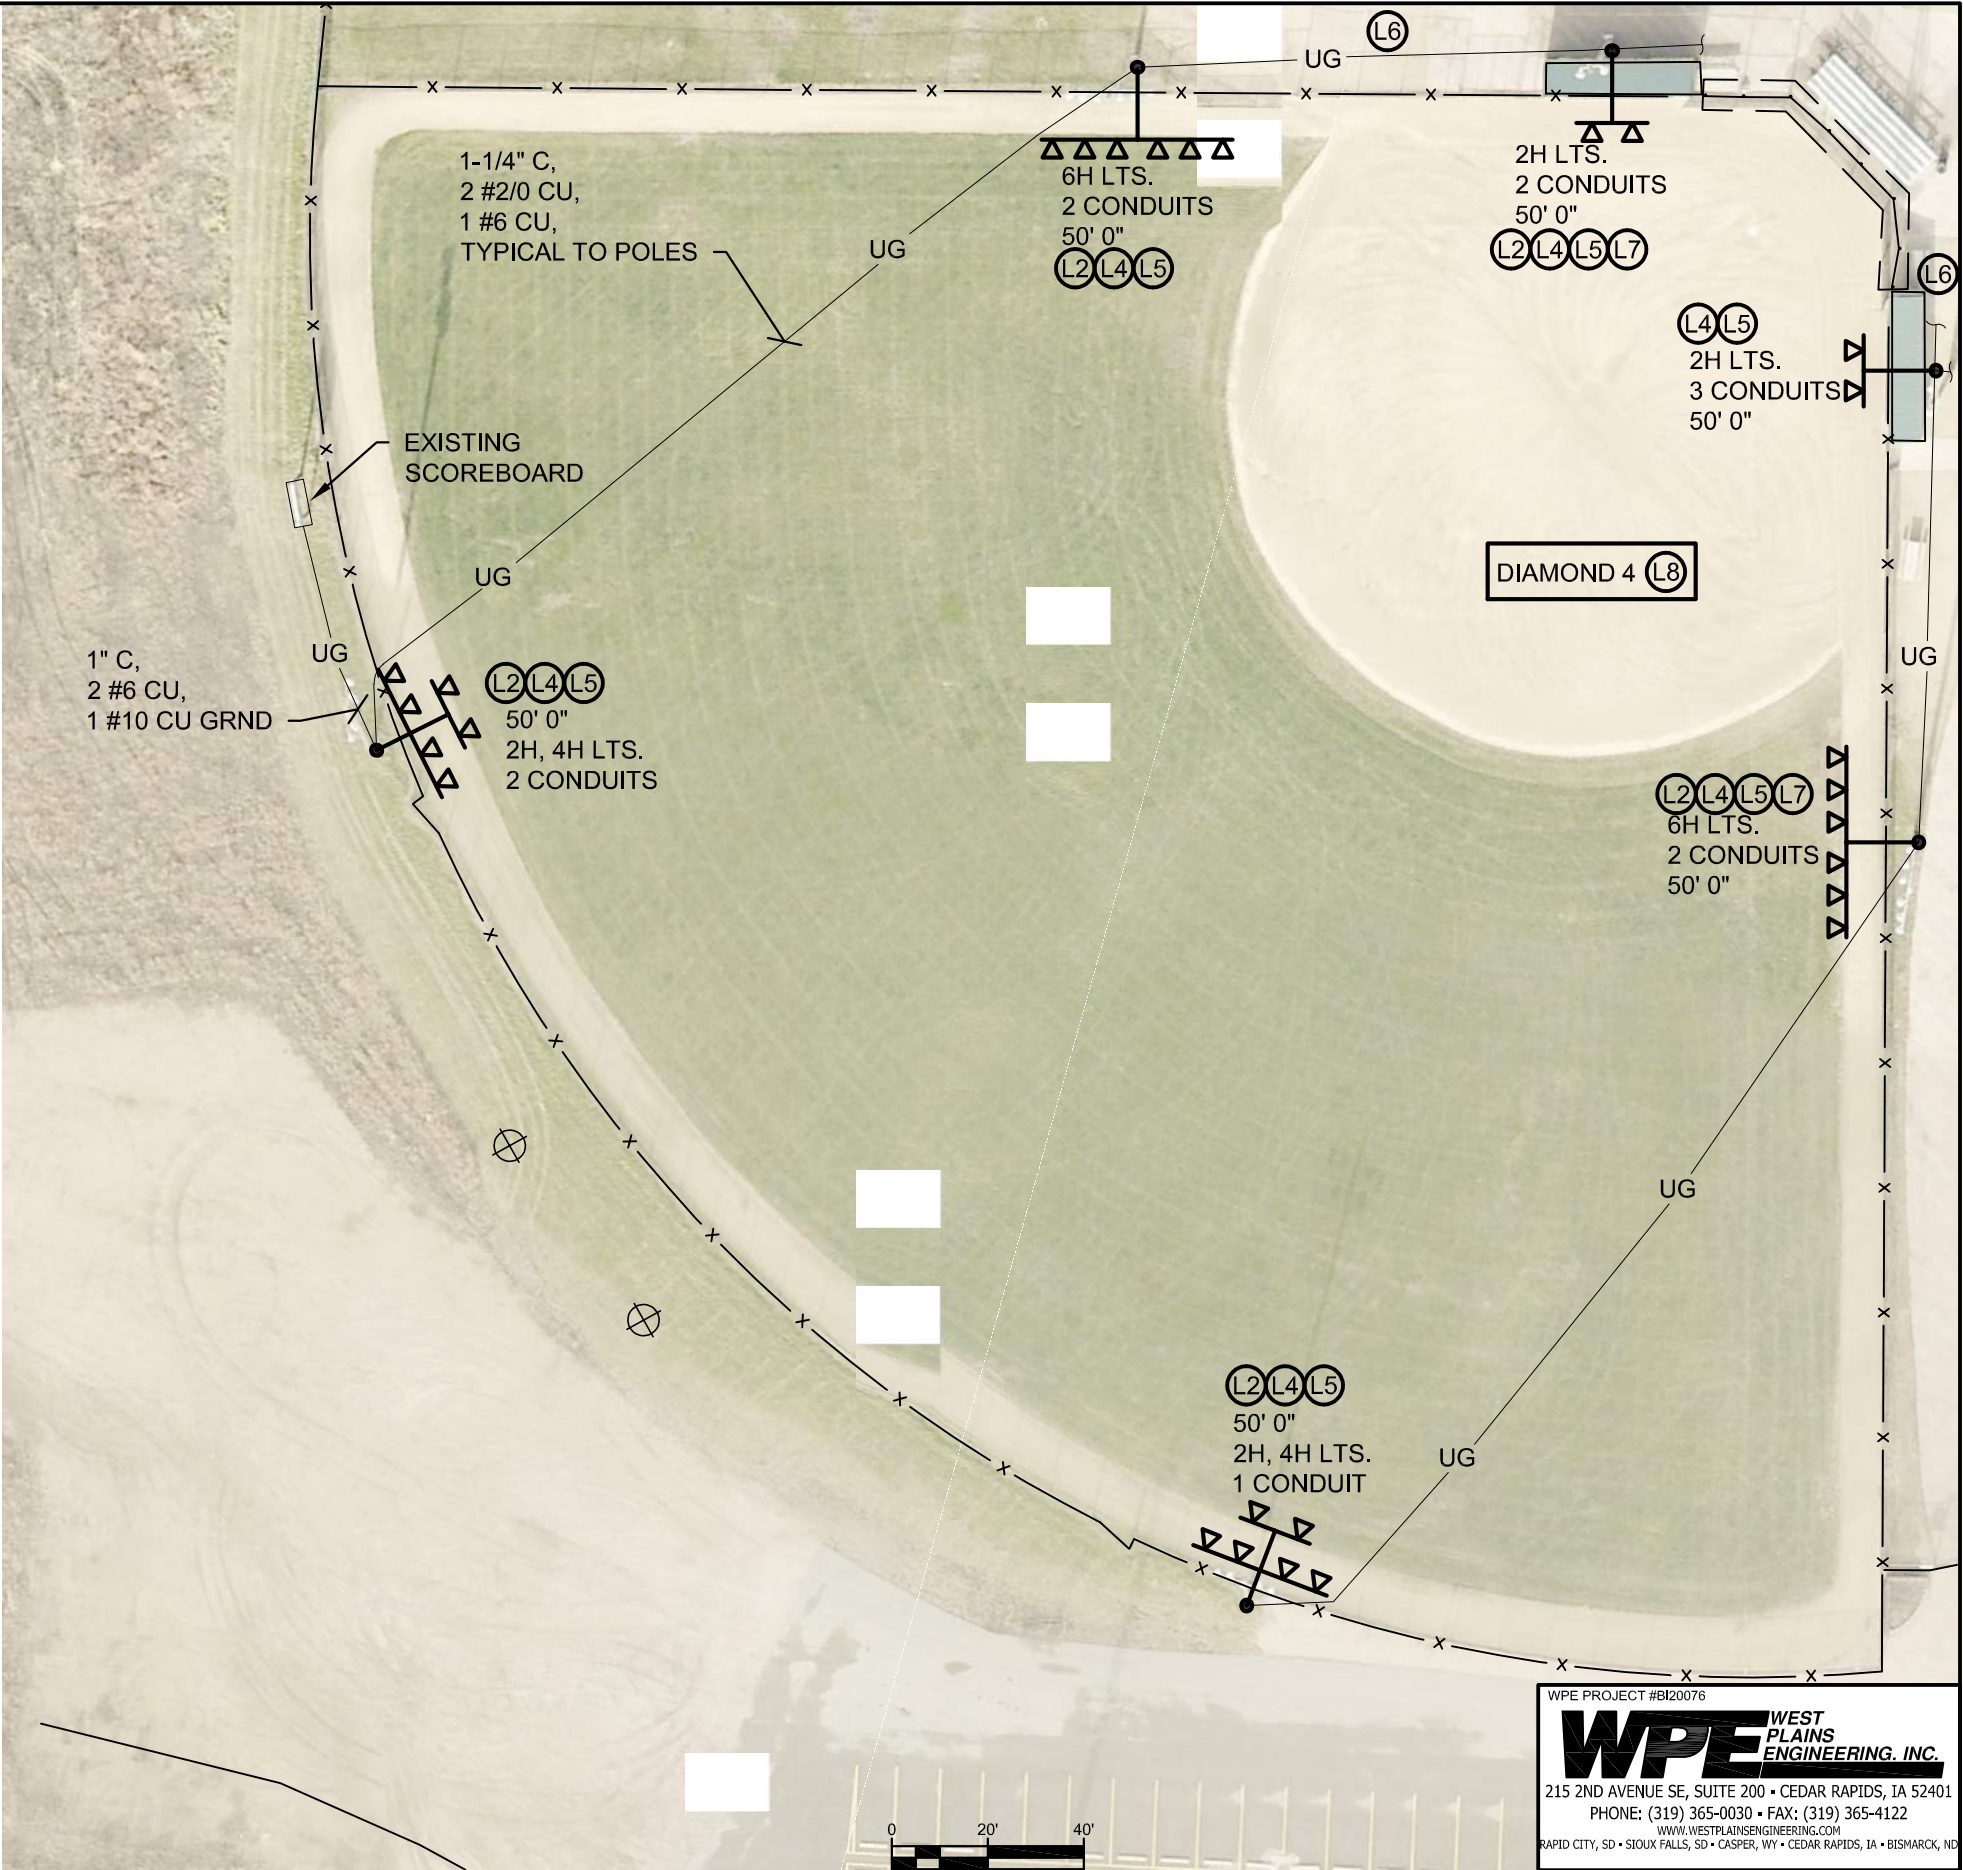 L6
UG
1-1/4" C,
2 #2/0 CU,
1 #6 CU,
TYPICAL TO POLES
UG
6H LTS.
2 CONDUITS
50' 0"
L2 L4 L5
2H LTS.
2 CONDUITS
50' 0"
L2 L4 L5 L7
L6
L4 L5
2H LTS.
3 CONDUITS
50' 0"
EXISTING
SCOREBOARD
UG
DIAMOND 4 L8
UG
UG
1" C,
2 #6 CU,
1 #10 CU GRND
L2 L4 L5
50' 0"
2H, 4H LTS.
2 CONDUITS
L2 L4 L5 L7
6H LTS.
2 CONDUITS
50' 0"
UG
L2 L4 L5
50' 0"
2H, 4H LTS.
1 CONDUIT
UG
0 20' 40'
WPE PROJECT #BI20076
WPE
WEST
PLAINS
ENGINEERING. INC.
215 2ND AVENUE SE, SUITE 200 ▪ CEDAR RAPIDS, IA 52401
PHONE: (319) 365-0030 ▪ FAX: (319) 365-4122
WWW.WESTPLAINSENGINEERING.COM
RAPID CITY, SD ▪ SIOUX FALLS, SD ▪ CASPER, WY ▪ CEDAR RAPIDS, IA ▪ BISMARCK, ND